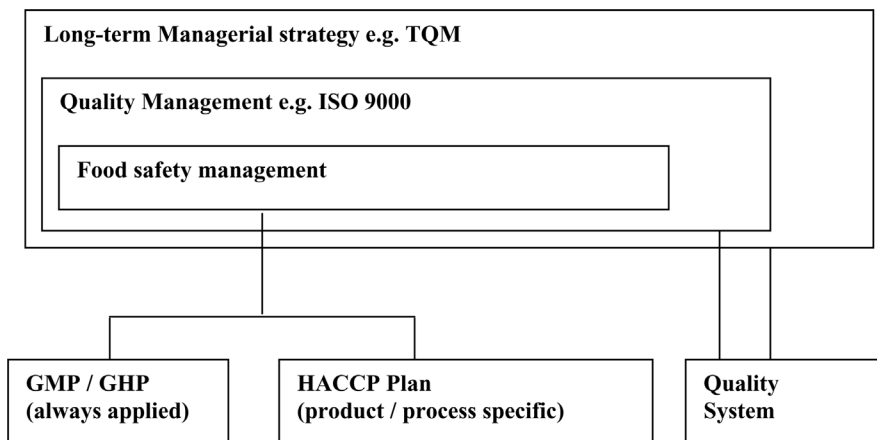 Long-term Managerial strategy e.g. TQM
Quality Management e.g. ISO 9000
Food safety management
GMP / GHP
(always applied)
HACCP Plan
(product / process specific)
Quality
System